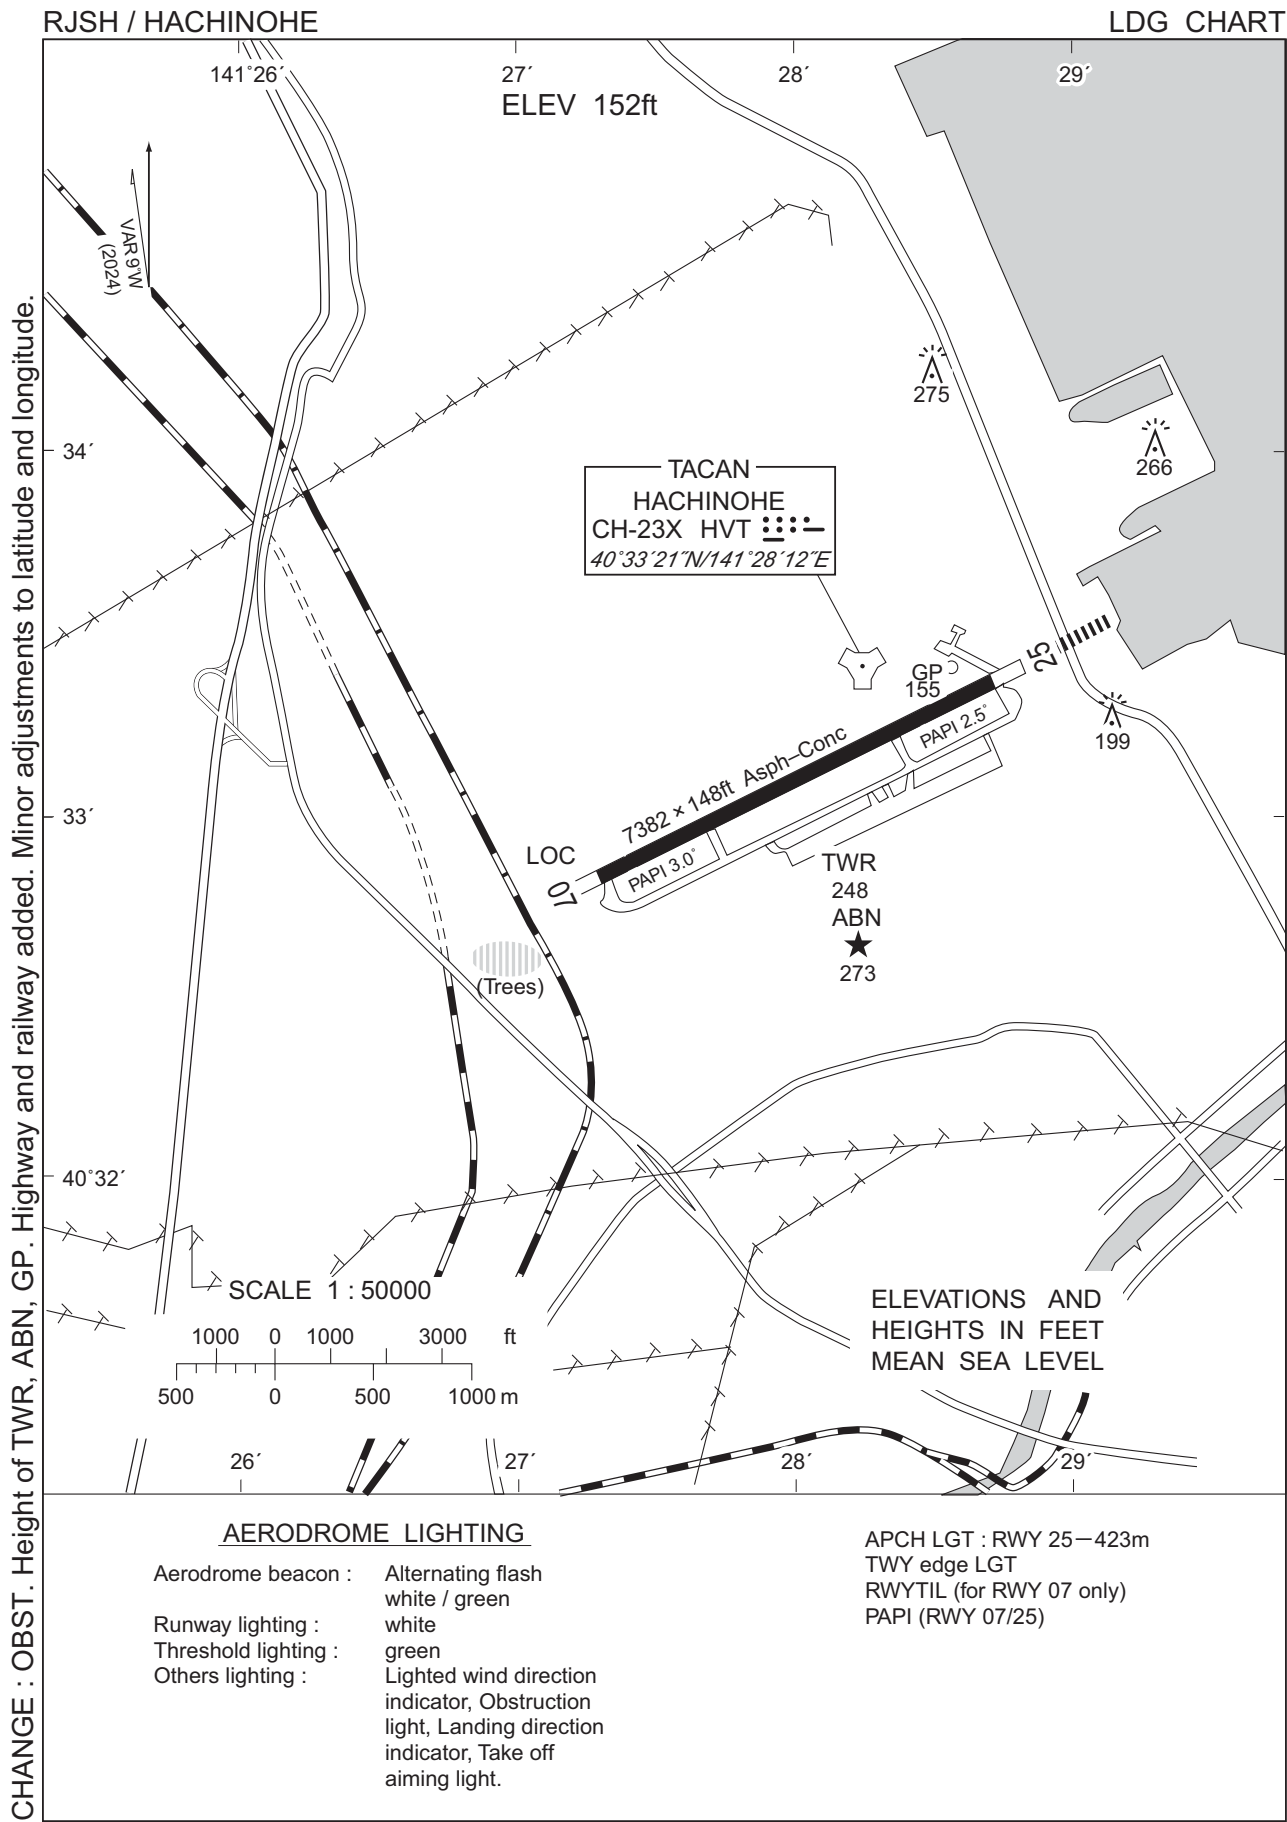 RJSH / HACHINOHE
LDG CHART
141°26´
27´
28´
29´
ELEV 152ft
VAR 9°W
(2024)
275
34´
266
TACAN
HACHINOHE
CH-23X HVT
40°33´21˝N/141°28´12˝E
25
GP
155
199
PAPI 2.5°
7382 × 148ft Asph–Conc
33´
LOC
PAPI 3.0°
07
TWR
248
ABN
273
(Trees)
40°32´
SCALE 1 : 50000
1000 0 1000 3000 ft
500 0 500 1000 m
ELEVATIONS AND
HEIGHTS IN FEET
MEAN SEA LEVEL
26´
27´
28´
29´
CHANGE : OBST. Height of TWR, ABN, GP. Highway and railway added. Minor adjustments to latitude and longitude.
AERODROME LIGHTING
Aerodrome beacon : Alternating flash
white / green
Runway lighting : white
Threshold lighting : green
Others lighting : Lighted wind direction
indicator, Obstruction
light, Landing direction
indicator, Take off
aiming light.
APCH LGT : RWY 25－423m
TWY edge LGT
RWYTIL (for RWY 07 only)
PAPI (RWY 07/25)